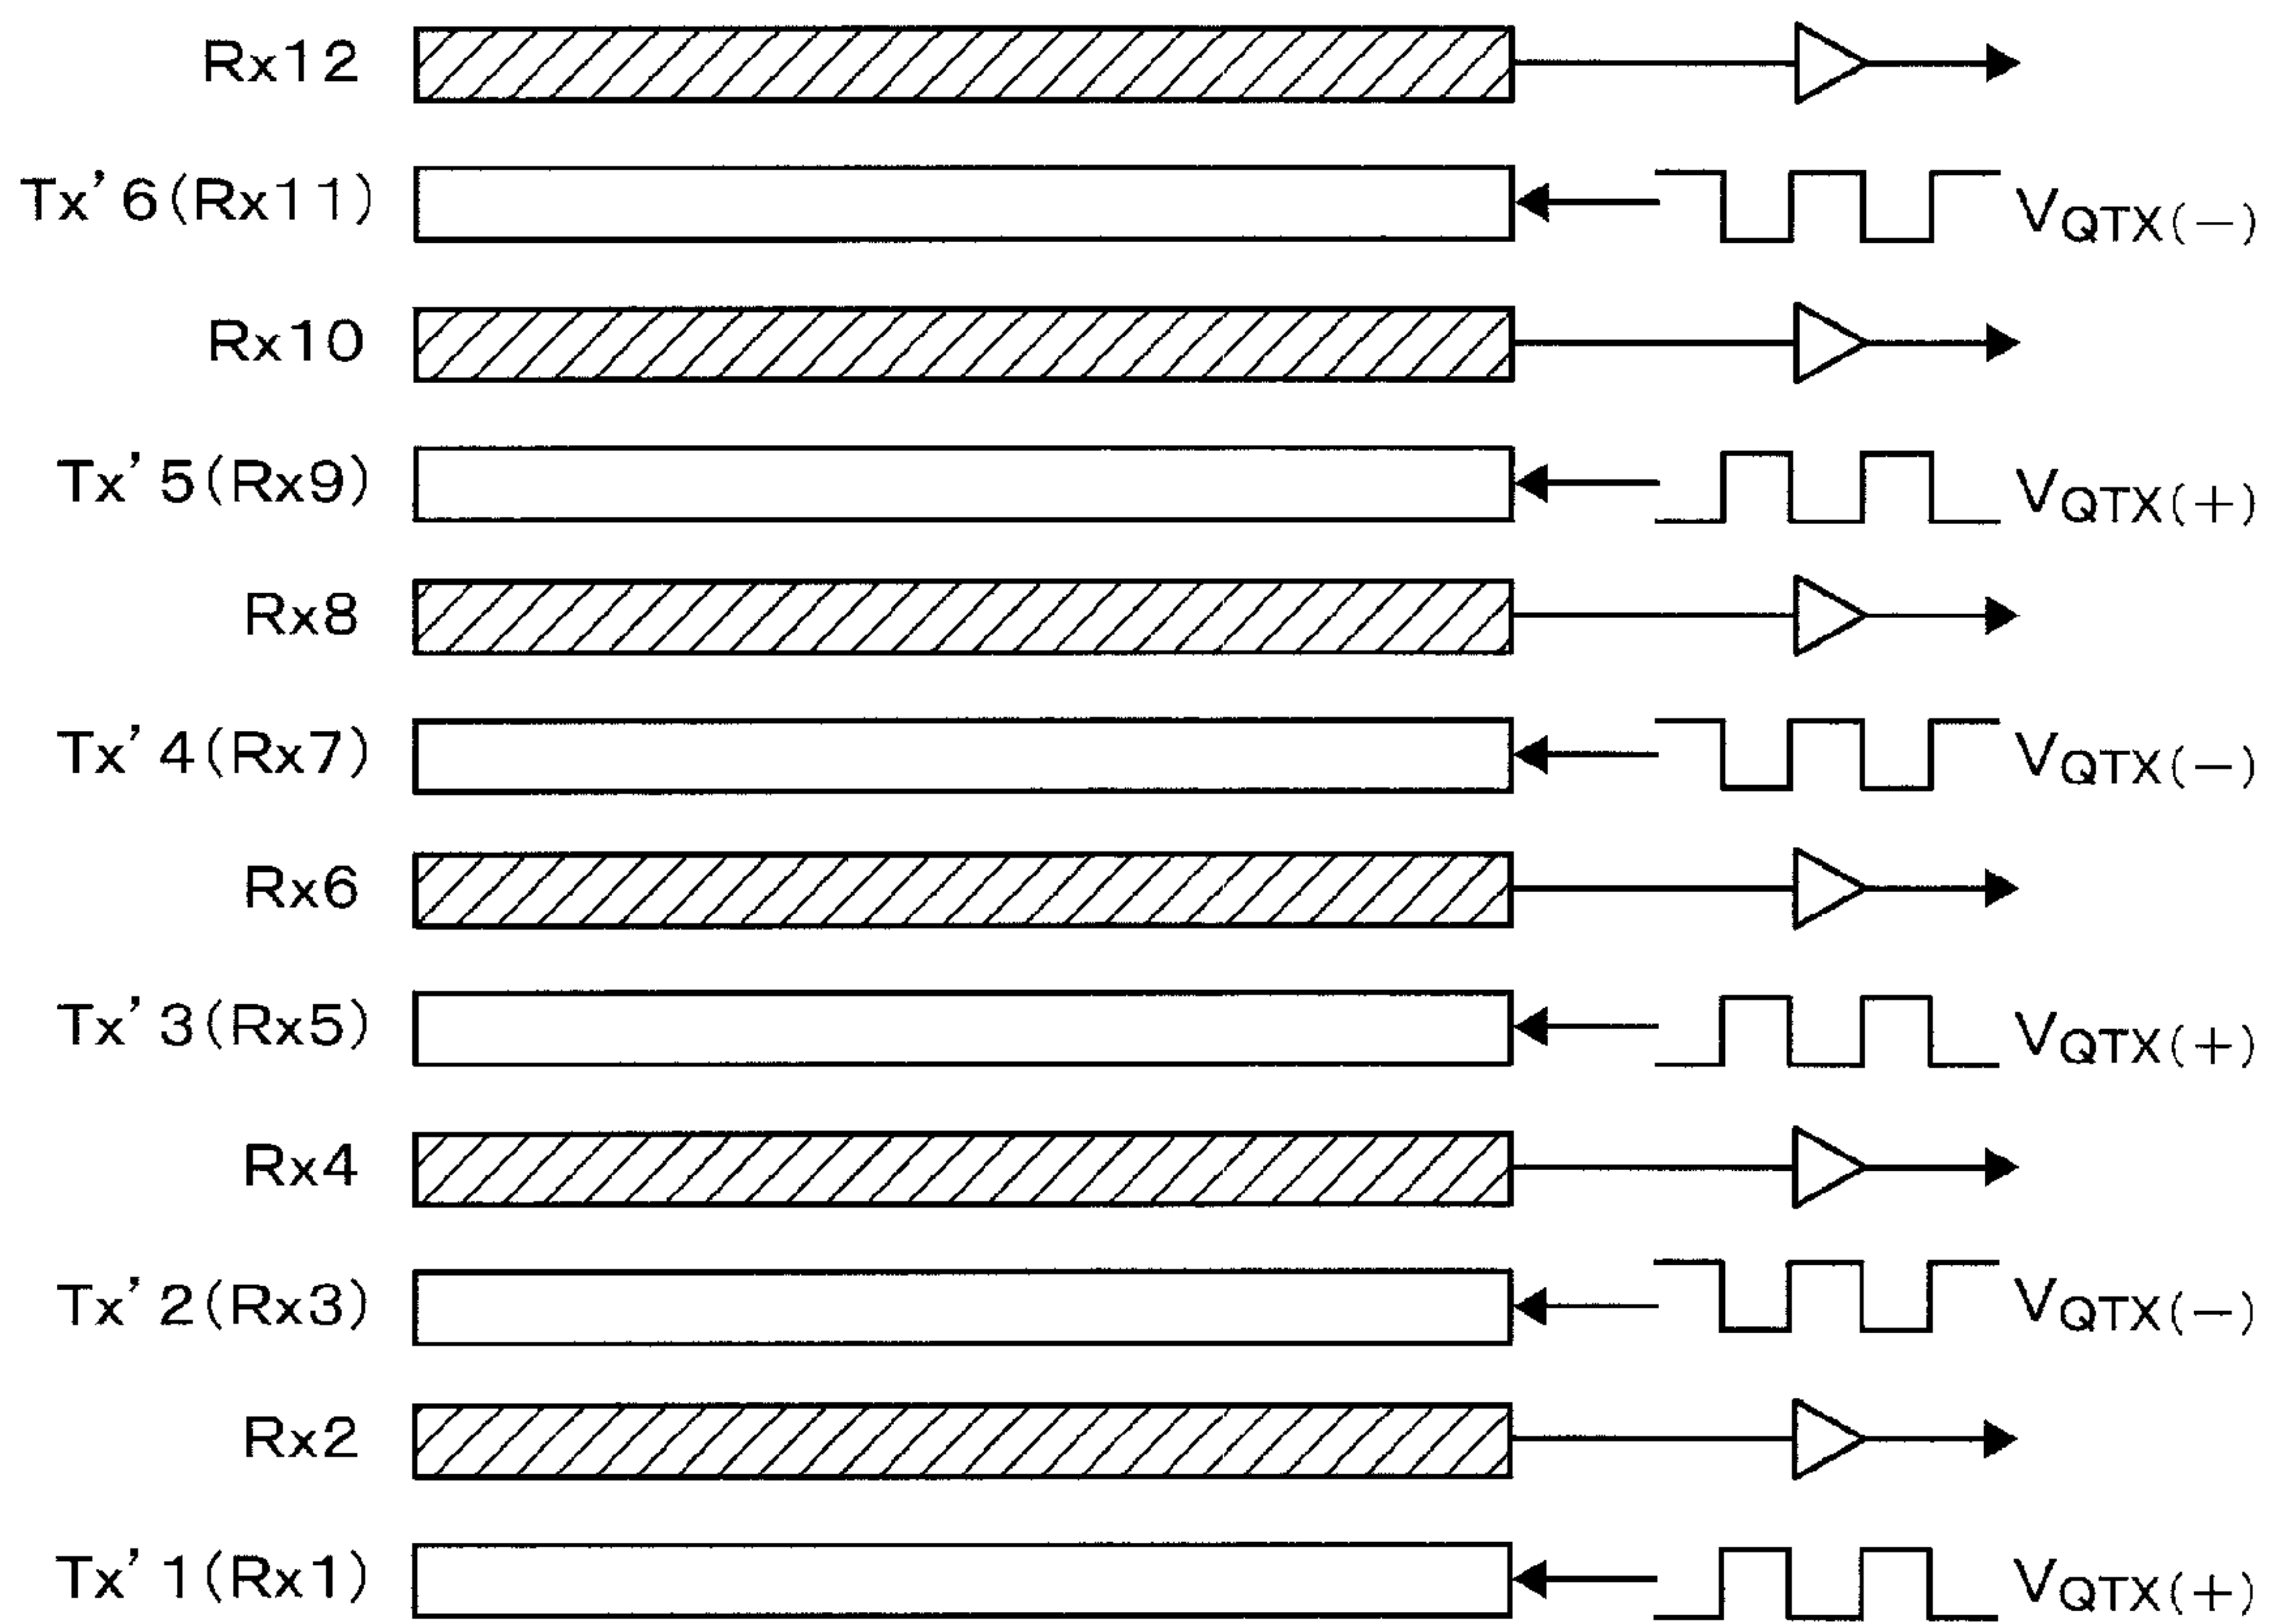 Rx12
Tx'6(Rx11) VQTX(−)
Rx10
Tx'5(Rx9) VQTX(+)
Rx8
Tx'4(Rx7) VQTX(−)
Rx6
Tx'3(Rx5) VQTX(+)
Rx4
Tx'2(Rx3) VQTX(−)
Rx2
Tx'1(Rx1) VQTX(+)